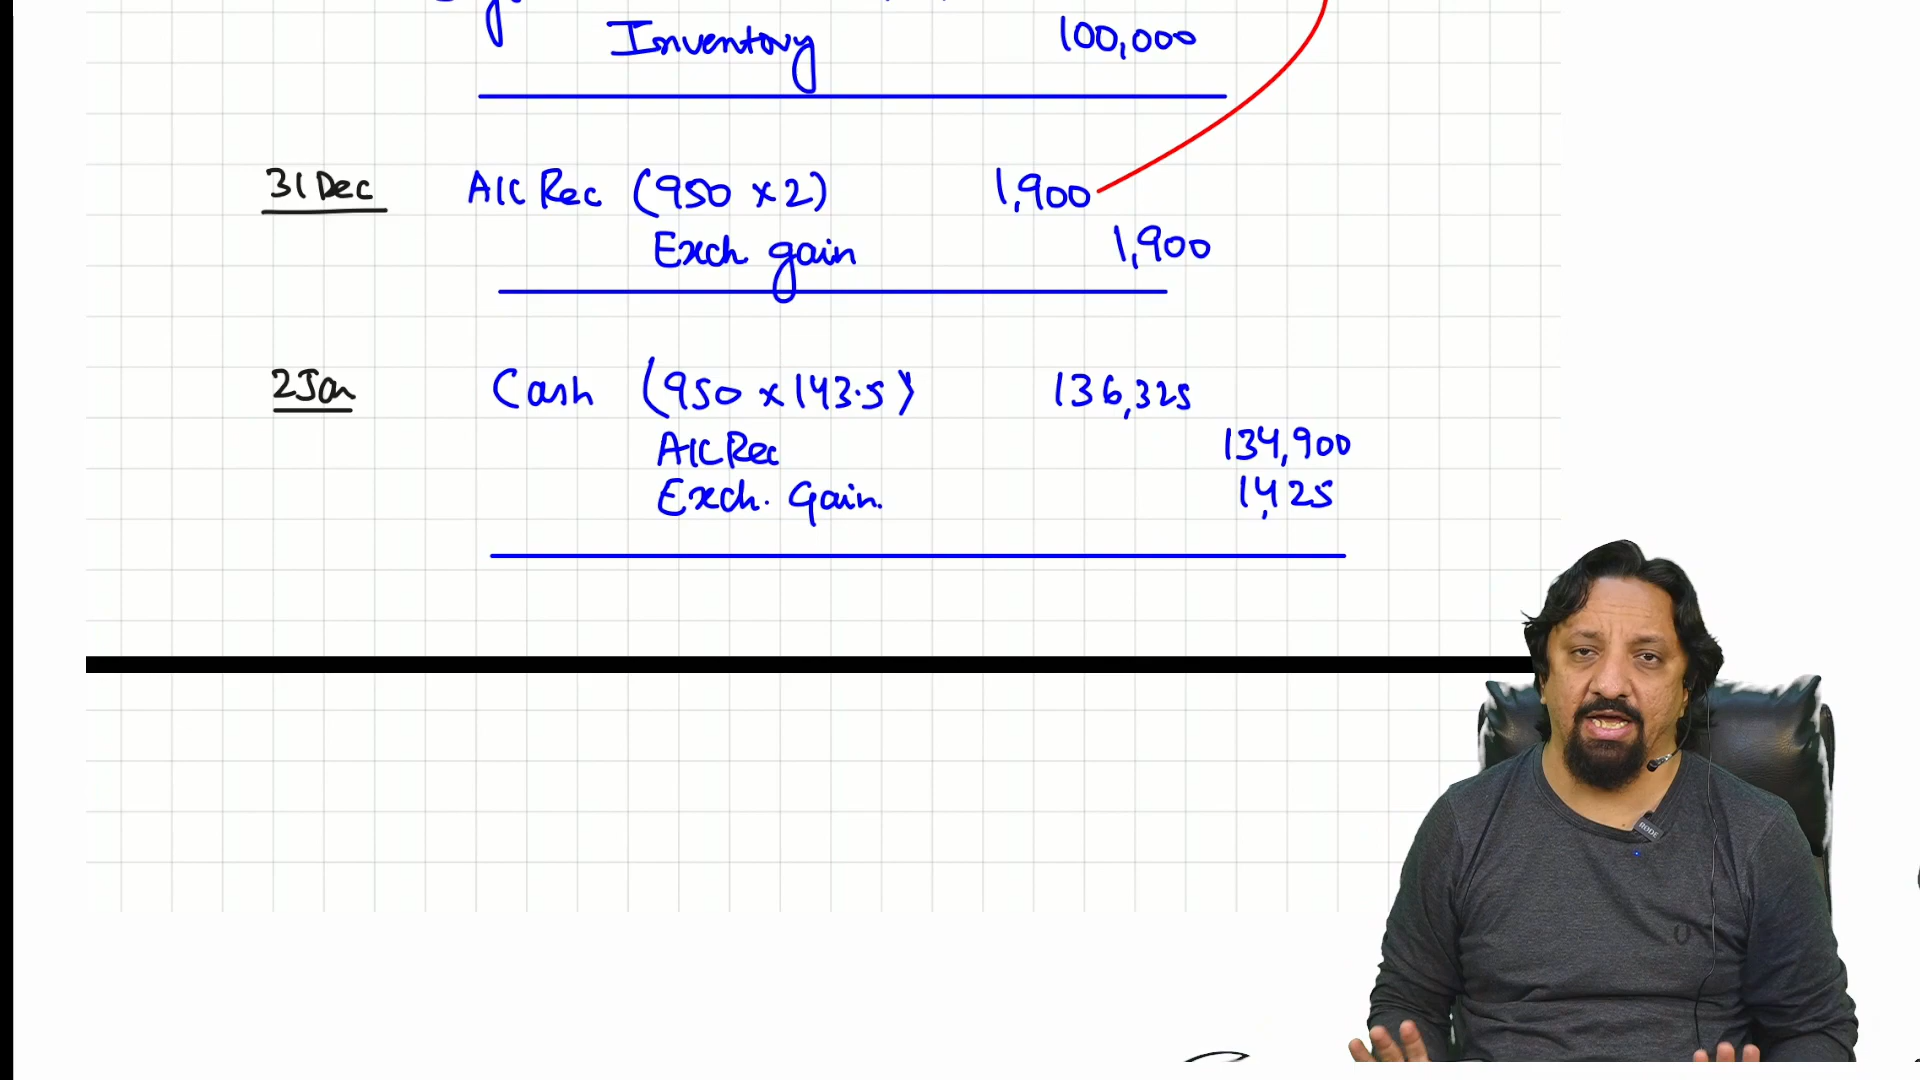 Inventory 100,000
31 Dec A/C Rec (950 x 2) 1,900
Exch gain 1,900
2 Jan Cash (950 x 143.5) 136,325
A/C Rec 134,900
Exch. Gain. 1,425
RODE